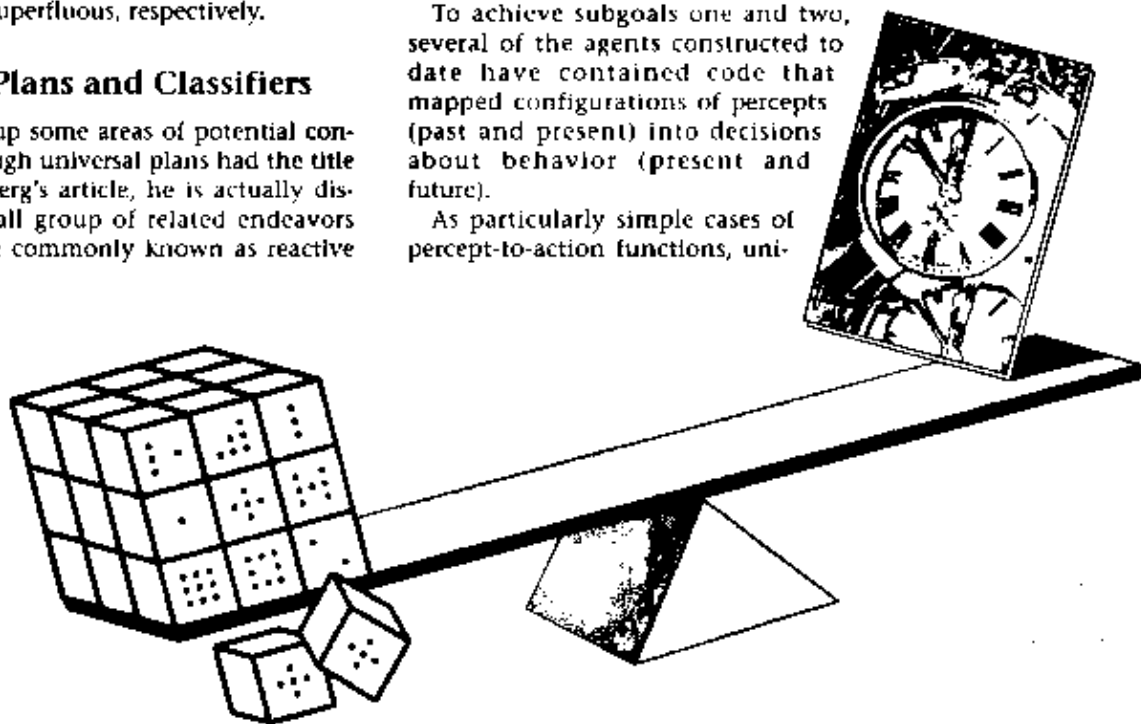 uperfluous, respectively.
Plans and Classifiers
up some areas of potential con-
ugh universal plans had the title
erg's article, he is actually dis-
all group of related endeavors
commonly known as reactive
To achieve subgoals one and two,
several of the agents constructed to
date have contained code that
mapped configurations of percepts
(past and present) into decisions
about behavior (present and
future).
As particularly simple cases of
percept-to-action functions, uni-